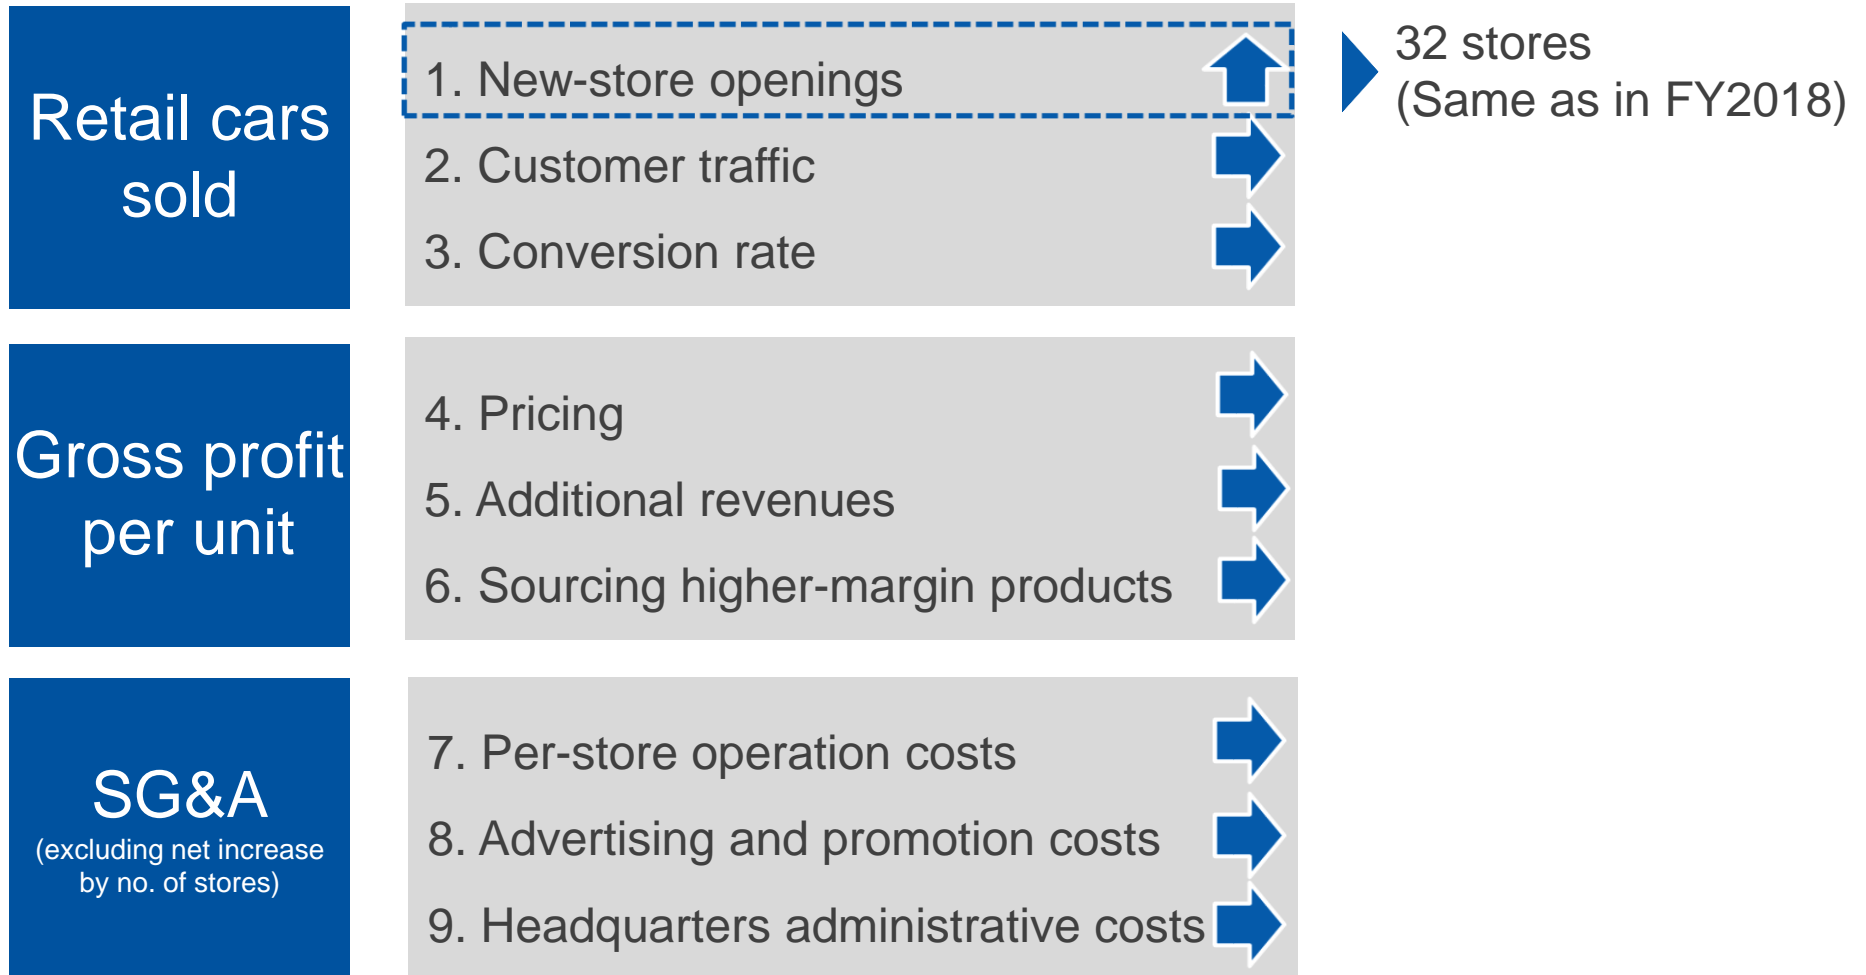 Retail cars
sold
1. New-store openings
2. Customer traffic
3. Conversion rate
32 stores
(Same as in FY2018)
Gross profit
per unit
4. Pricing
5. Additional revenues
6. Sourcing higher-margin products
SG&A
(excluding net increase
by no. of stores)
7. Per-store operation costs
8. Advertising and promotion costs
9. Headquarters administrative costs